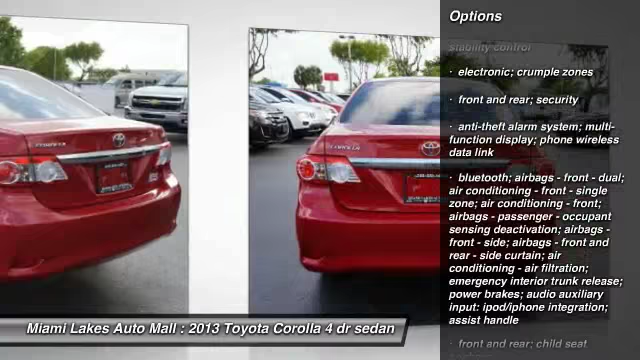 Options
stability control
· electronic; crumple zones
· front and rear; security
· anti-theft alarm system; multi-
function display; phone wireless
data link
· bluetooth; airbags - front - dual;
air conditioning - front - single
zone; air conditioning - front;
airbags - passenger - occupant
sensing deactivation; airbags -
front - side; airbags - front and
rear - side curtain; air
conditioning - air filtration;
emergency interior trunk release;
power brakes; audio auxiliary
input: ipod/iphone integration;
assist handle
· front and rear; child seat
COROLLA
COROLLA
Miami Lakes Auto Mall : 2013 Toyota Corolla 4 dr sedan